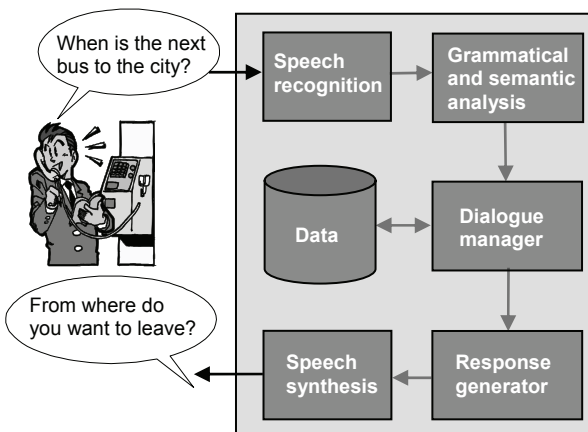 When is the next
bus to the city?
Speech
recognition
Grammatical
and semantic
analysis
Data
Dialogue
manager
From where do
you want to leave?
Speech
synthesis
Response
generator